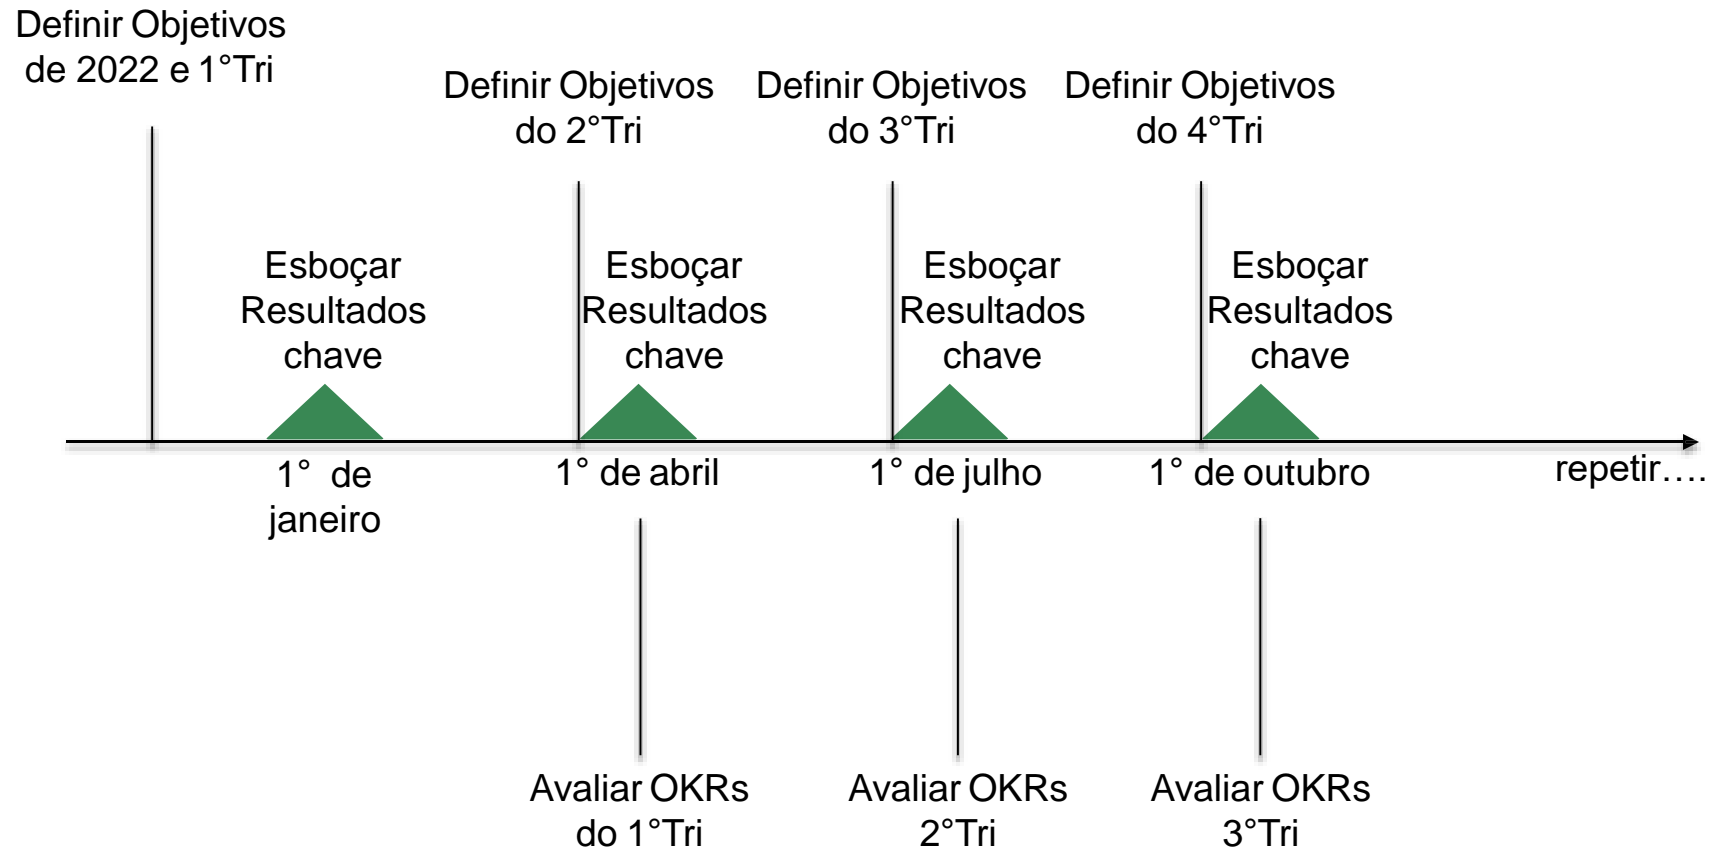 Definir Objetivos
de 2022 e 1°Tri
Definir Objetivos
do 2°Tri
Definir Objetivos
do 3°Tri
Definir Objetivos
do 4°Tri
Esboçar
Resultados
chave
Esboçar
Resultados
chave
Esboçar
Resultados
chave
Esboçar
Resultados
chave
1° de
janeiro
1° de abril
1° de julho
1° de outubro
repetir....
Avaliar OKRs
do 1°Tri
Avaliar OKRs
2°Tri
Avaliar OKRs
3°Tri